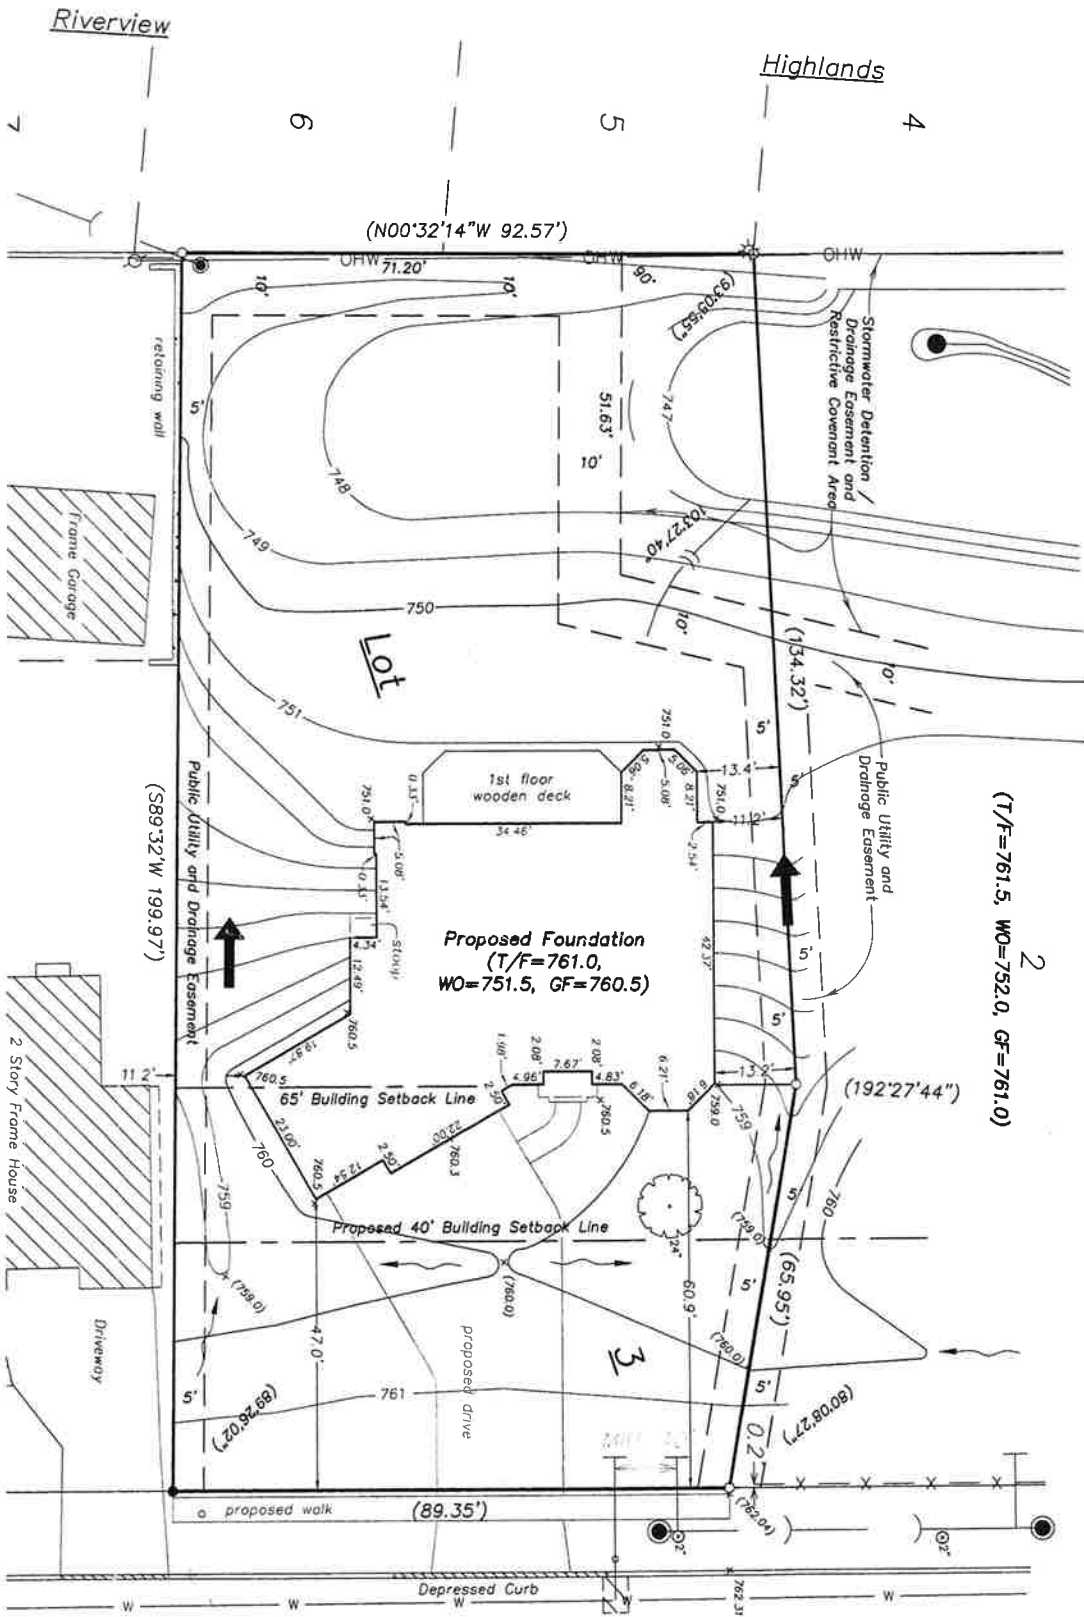 Riverview
Highlands
7
6
5
4
(N00°32'14"W 92.57')
OHW
71.20'
OHW
OHW
10'
10'
90°
(93°05'55")
Stormwater Detention /
Drainage Easement and
Restrictive Covenant Area
retaining wall
5'
51.63'
747
10'
748
749
103°27'40"
Frame Garage
750
10'
10'
Lot
(134.32')
751
5'
5'
751.0
5.06'
5.06'
5.08'
13.4'
Public Utility and
Drainage Easement
1st floor
wooden deck
8.21'
8.21'
751.0
11.2'
0.33'
751.0
34.46'
2.54'
(T/F=761.5, WO=752.0, GF=761.0)
2
Public Utility and Drainage Easement
(S89°32'W 199.97')
5.08'
0.33'
13.54'
stoop
4.34'
12.49'
Proposed Foundation
(T/F=761.0,
WO=751.5, GF=760.5)
42.37'
5'
5'
760.5
19.87'
760.5
1.98'
2.08'
7.67'
2.08'
4.96'
4.83'
6.21'
6.18'
6.18
13.2'
759.0
(192°27'44")
2 Story Frame House
11.2'
65' Building Setback Line
2.50'
760.5
759
23.00'
22.00'
760.3
2.50'
12.54'
760.5
760
759
24"
5'
760
Proposed 40' Building Setback Line
(759.0)
(759.0)
(760.0)
60.9'
5'
(65.95')
Driveway
47.0'
proposed drive
3
(760.0)
5'
761
5'
(89°26'02")
(80°08'27")
0.2'
proposed walk
(89.35')
(762.04)
2"
2"
Depressed Curb
762.31
W
W
W
W
W